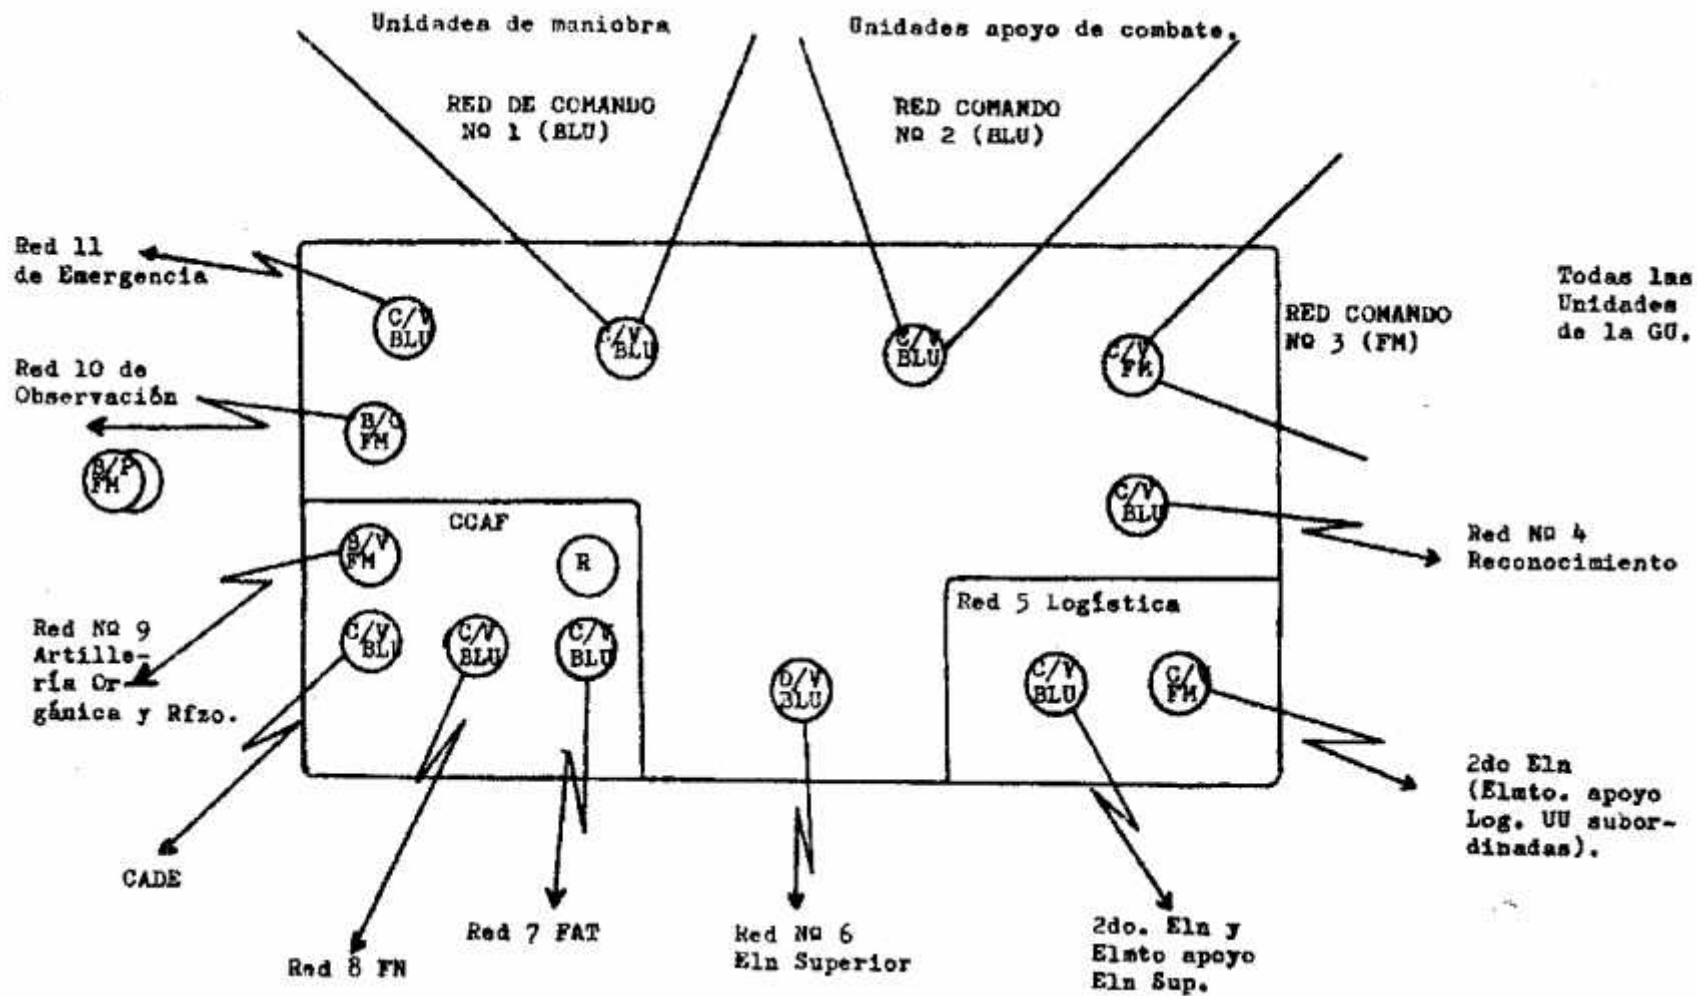 Unidades de maniobra
Unidades apoyo de combate.
RED DE COMANDO
Nº 1 (BLU)
RED COMANDO
Nº 2 (BLU)
Red 11
de Emergencia
C/V
BLU
/V
BLU
C/V
BLU
C/V
FM
RED COMANDO
Nº 3 (FM)
Todas las
Unidades
de la GU.
Red 10 de
Observación
B/C
FM
B/P
FM
CCAF
B/V
FM
R
C/V
BLU
Red Nº 4
Reconocimiento
Red Nº 9
Artille-
ría Or-
gánica y Rfzo.
C/V
BLU
C/V
BLU
C/V
BLU
D/V
BLU
Red 5 Logística
C/V
BLU
C/V
FM
2do Eln
(Elmto. apoyo
Log. UU subor-
dinadas).
CADE
Red 8 FN
Red 7 FAT
Red Nº 6
Eln Superior
2do. Eln y
Elmto apoyo
Eln Sup.